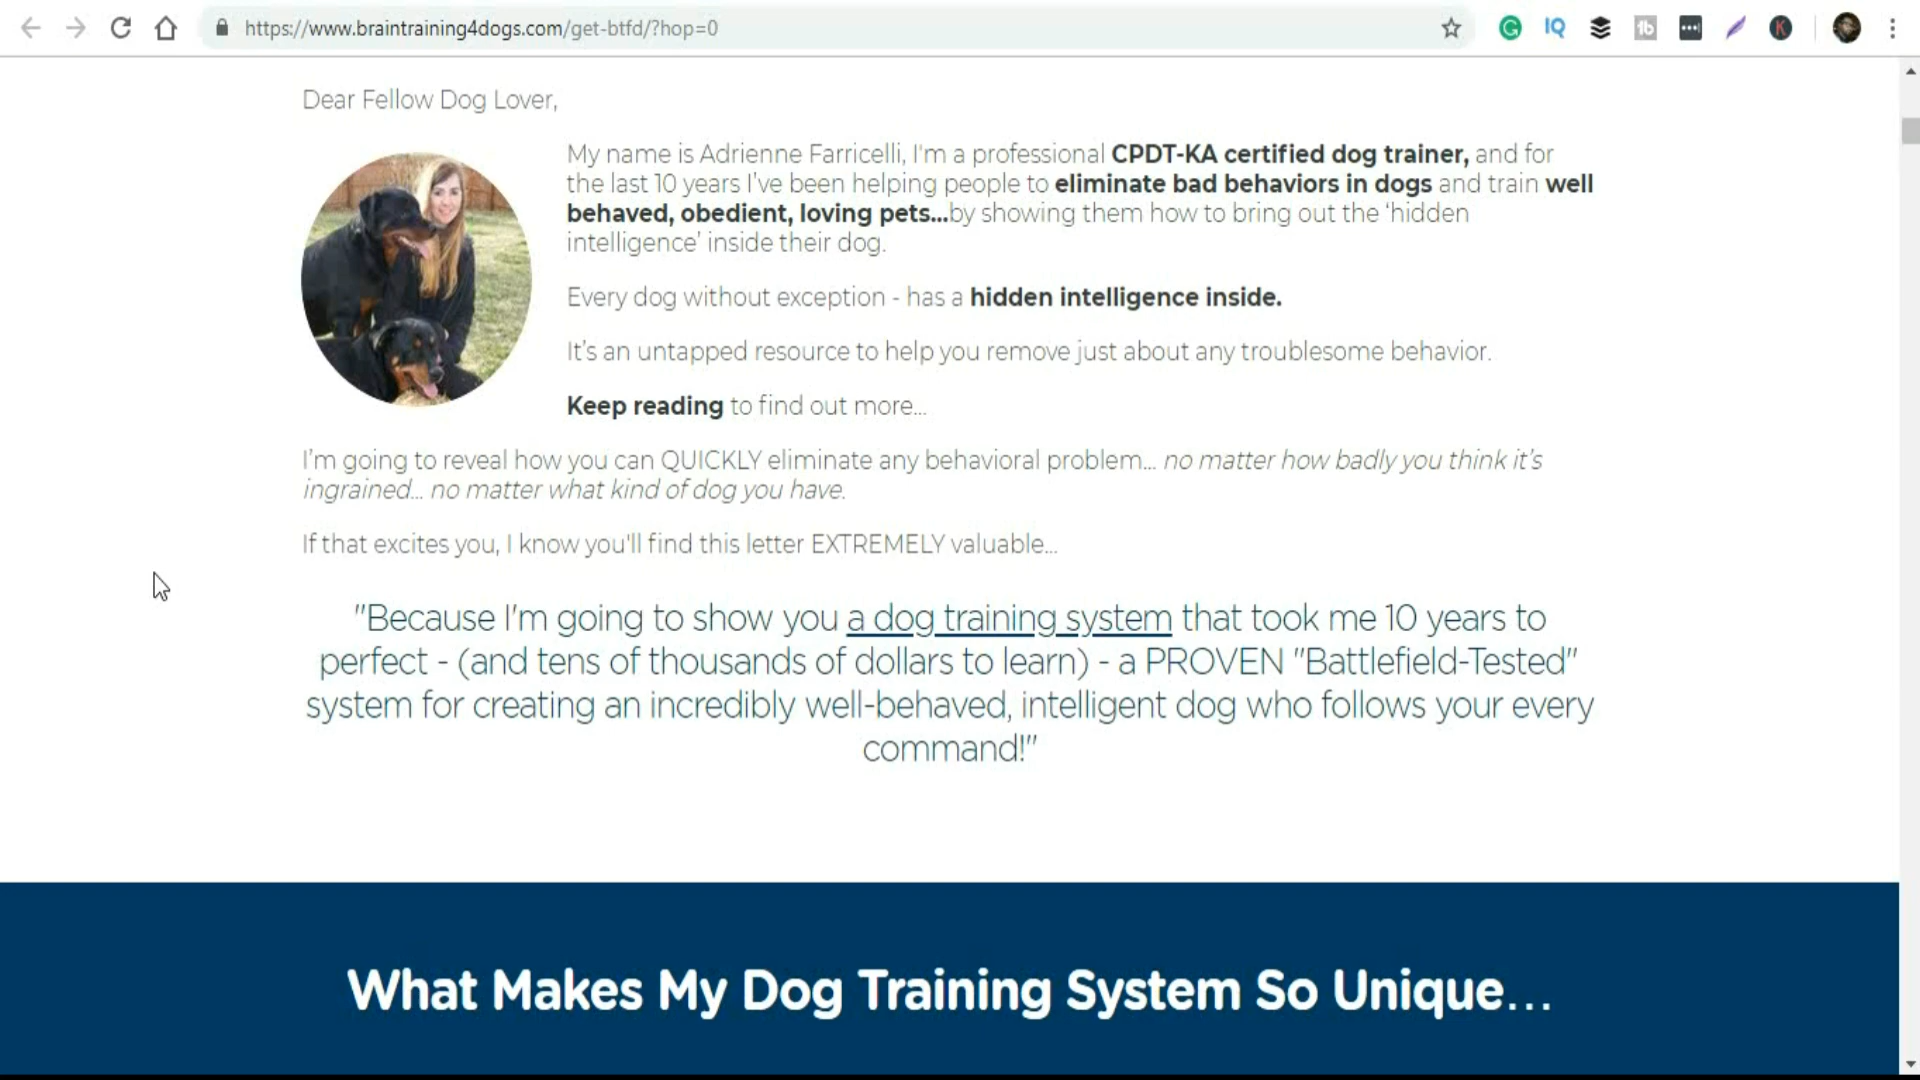 https://www.braintraining4dogs.com/get-btfd/?hop=0
Dear Fellow Dog Lover,
My name is Adrienne Farricelli, I'm a professional CPDT-KA certified dog trainer, and for
the last 10 years I've been helping people to eliminate bad behaviors in dogs and train well
behaved, obedient, loving pets...by showing them how to bring out the ‘hidden
intelligence’ inside their dog.
Every dog without exception - has a hidden intelligence inside.
It’s an untapped resource to help you remove just about any troublesome behavior.
Keep reading to find out more...
I’m going to reveal how you can QUICKLY eliminate any behavioral problem... no matter how badly you think it’s
ingrained... no matter what kind of dog you have.
If that excites you, I know you'll find this letter EXTREMELY valuable...
"Because I'm going to show you a dog training system that took me 10 years to
perfect - (and tens of thousands of dollars to learn) - a PROVEN "Battlefield-Tested"
system for creating an incredibly well-behaved, intelligent dog who follows your every
command!"
What Makes My Dog Training System So Unique...